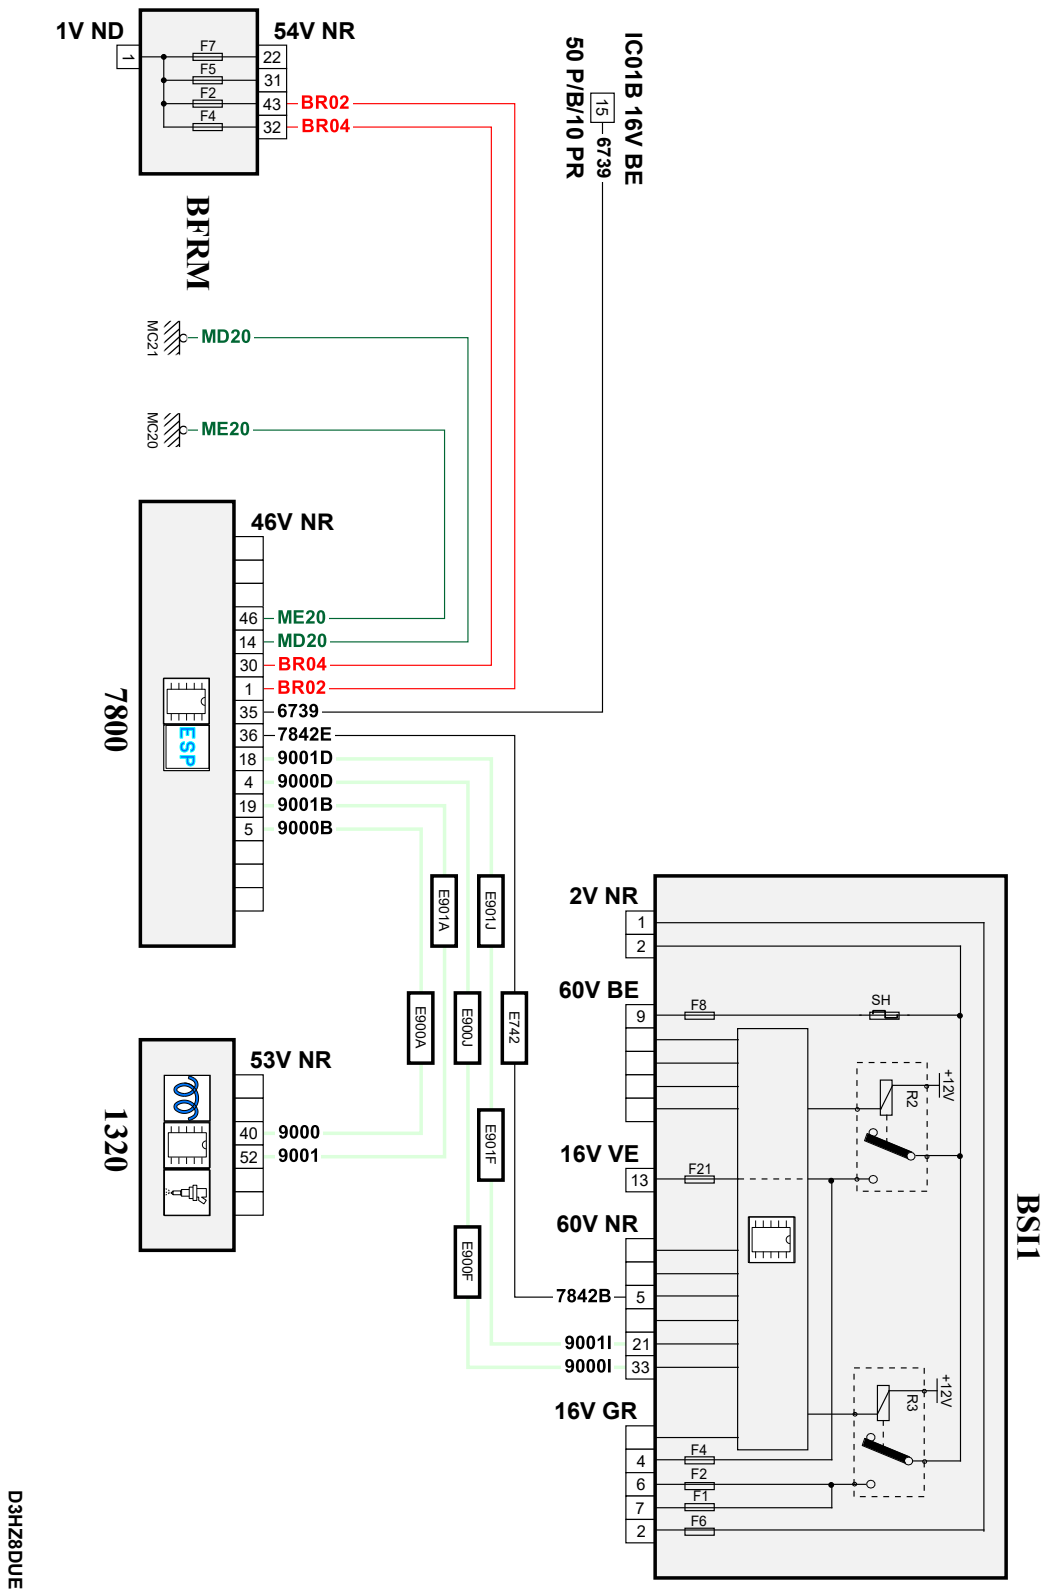 1V ND
54V NR
1
F7
22
F5
31
F2
43
BR02
F4
32
BR04
BFRM
IC01B 16V BE
50 P/B/10 PR
15
6739
MC21
MD20
MC20
ME20
46V NR
46
ME20
14
MD20
30
BR04
1
BR02
35
6739
36
7842E
18
9001D
4
9000D
19
9001B
5
9000B
ESP
7800
E901A
E901J
E900A
E900J
E742
E901F
E900F
53V NR
40
9000
52
9001
1320
BSI1
2V NR
1
2
60V BE
9
F8
SH
+12V
R2
16V VE
13
F21
60V NR
7842B
5
9001I
21
9000I
33
+12V
R3
16V GR
4
F4
6
F2
7
F1
2
F6
D3HZ8DUE